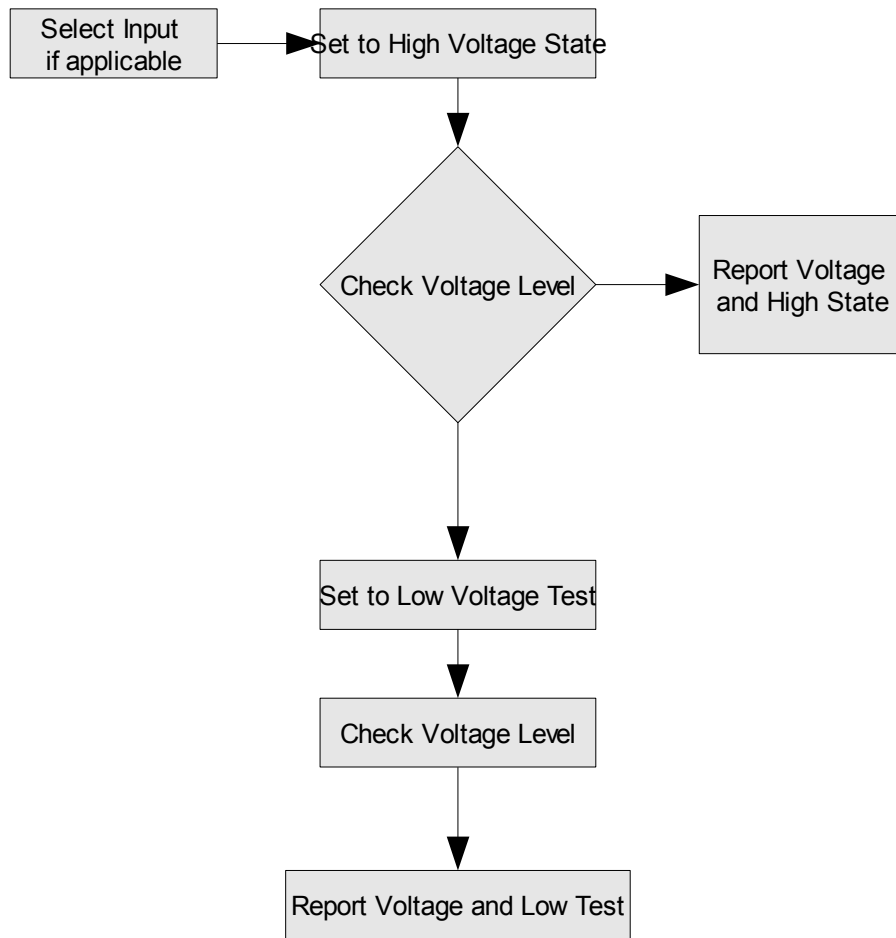 Select Input
if applicable
Set to High Voltage State
Check Voltage Level
Report Voltage
and High State
Set to Low Voltage Test
Check Voltage Level
Report Voltage and Low Test